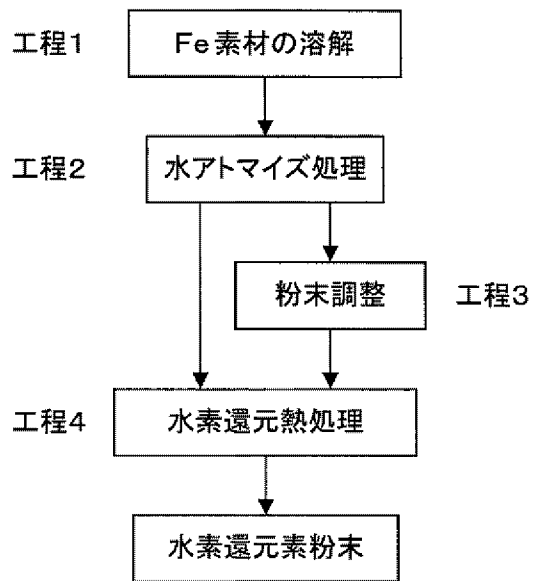 工程1 Fe素材の溶解
工程2 水アトマイズ処理
粉末調整 工程3
工程4 水素還元熱処理
水素還元素粉末